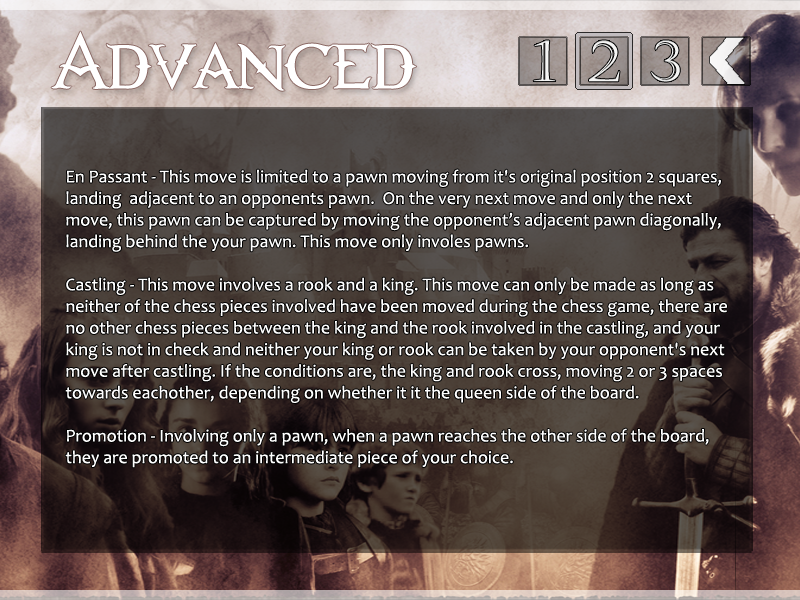 ADVANCED
1 2 3
En Passant - This move is limited to a pawn moving from it's original position 2 squares,
landing  adjacent to an opponents pawn.  On the very next move and only the next
move, this pawn can be captured by moving the opponent’s adjacent pawn diagonally,
landing behind the your pawn. This move only involes pawns.
Castling - This move involves a rook and a king. This move can only be made as long as
neither of the chess pieces involved have been moved during the chess game, there are
no other chess pieces between the king and the rook involved in the castling, and your
king is not in check and neither your king or rook can be taken by your opponent's next
move after castling. If the conditions are, the king and rook cross, moving 2 or 3 spaces
towards eachother, depending on whether it it the queen side of the board.
Promotion - Involving only a pawn, when a pawn reaches the other side of the board,
they are promoted to an intermediate piece of your choice.